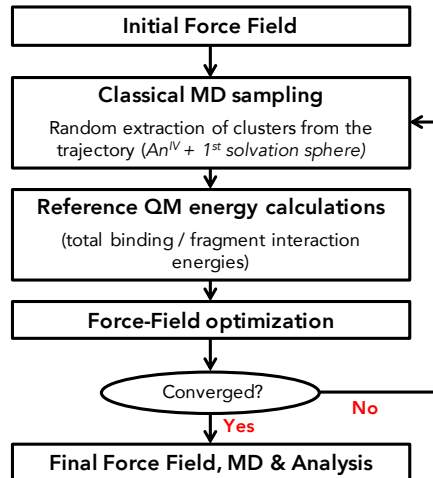 Initial Force Field
Classical MD sampling
Random extraction of clusters from the
trajectory (An^IV + 1^st solvation sphere)
Reference QM energy calculations
(total binding / fragment interaction
energies)
Force-Field optimization
Converged?
No
Yes
Final Force Field, MD & Analysis